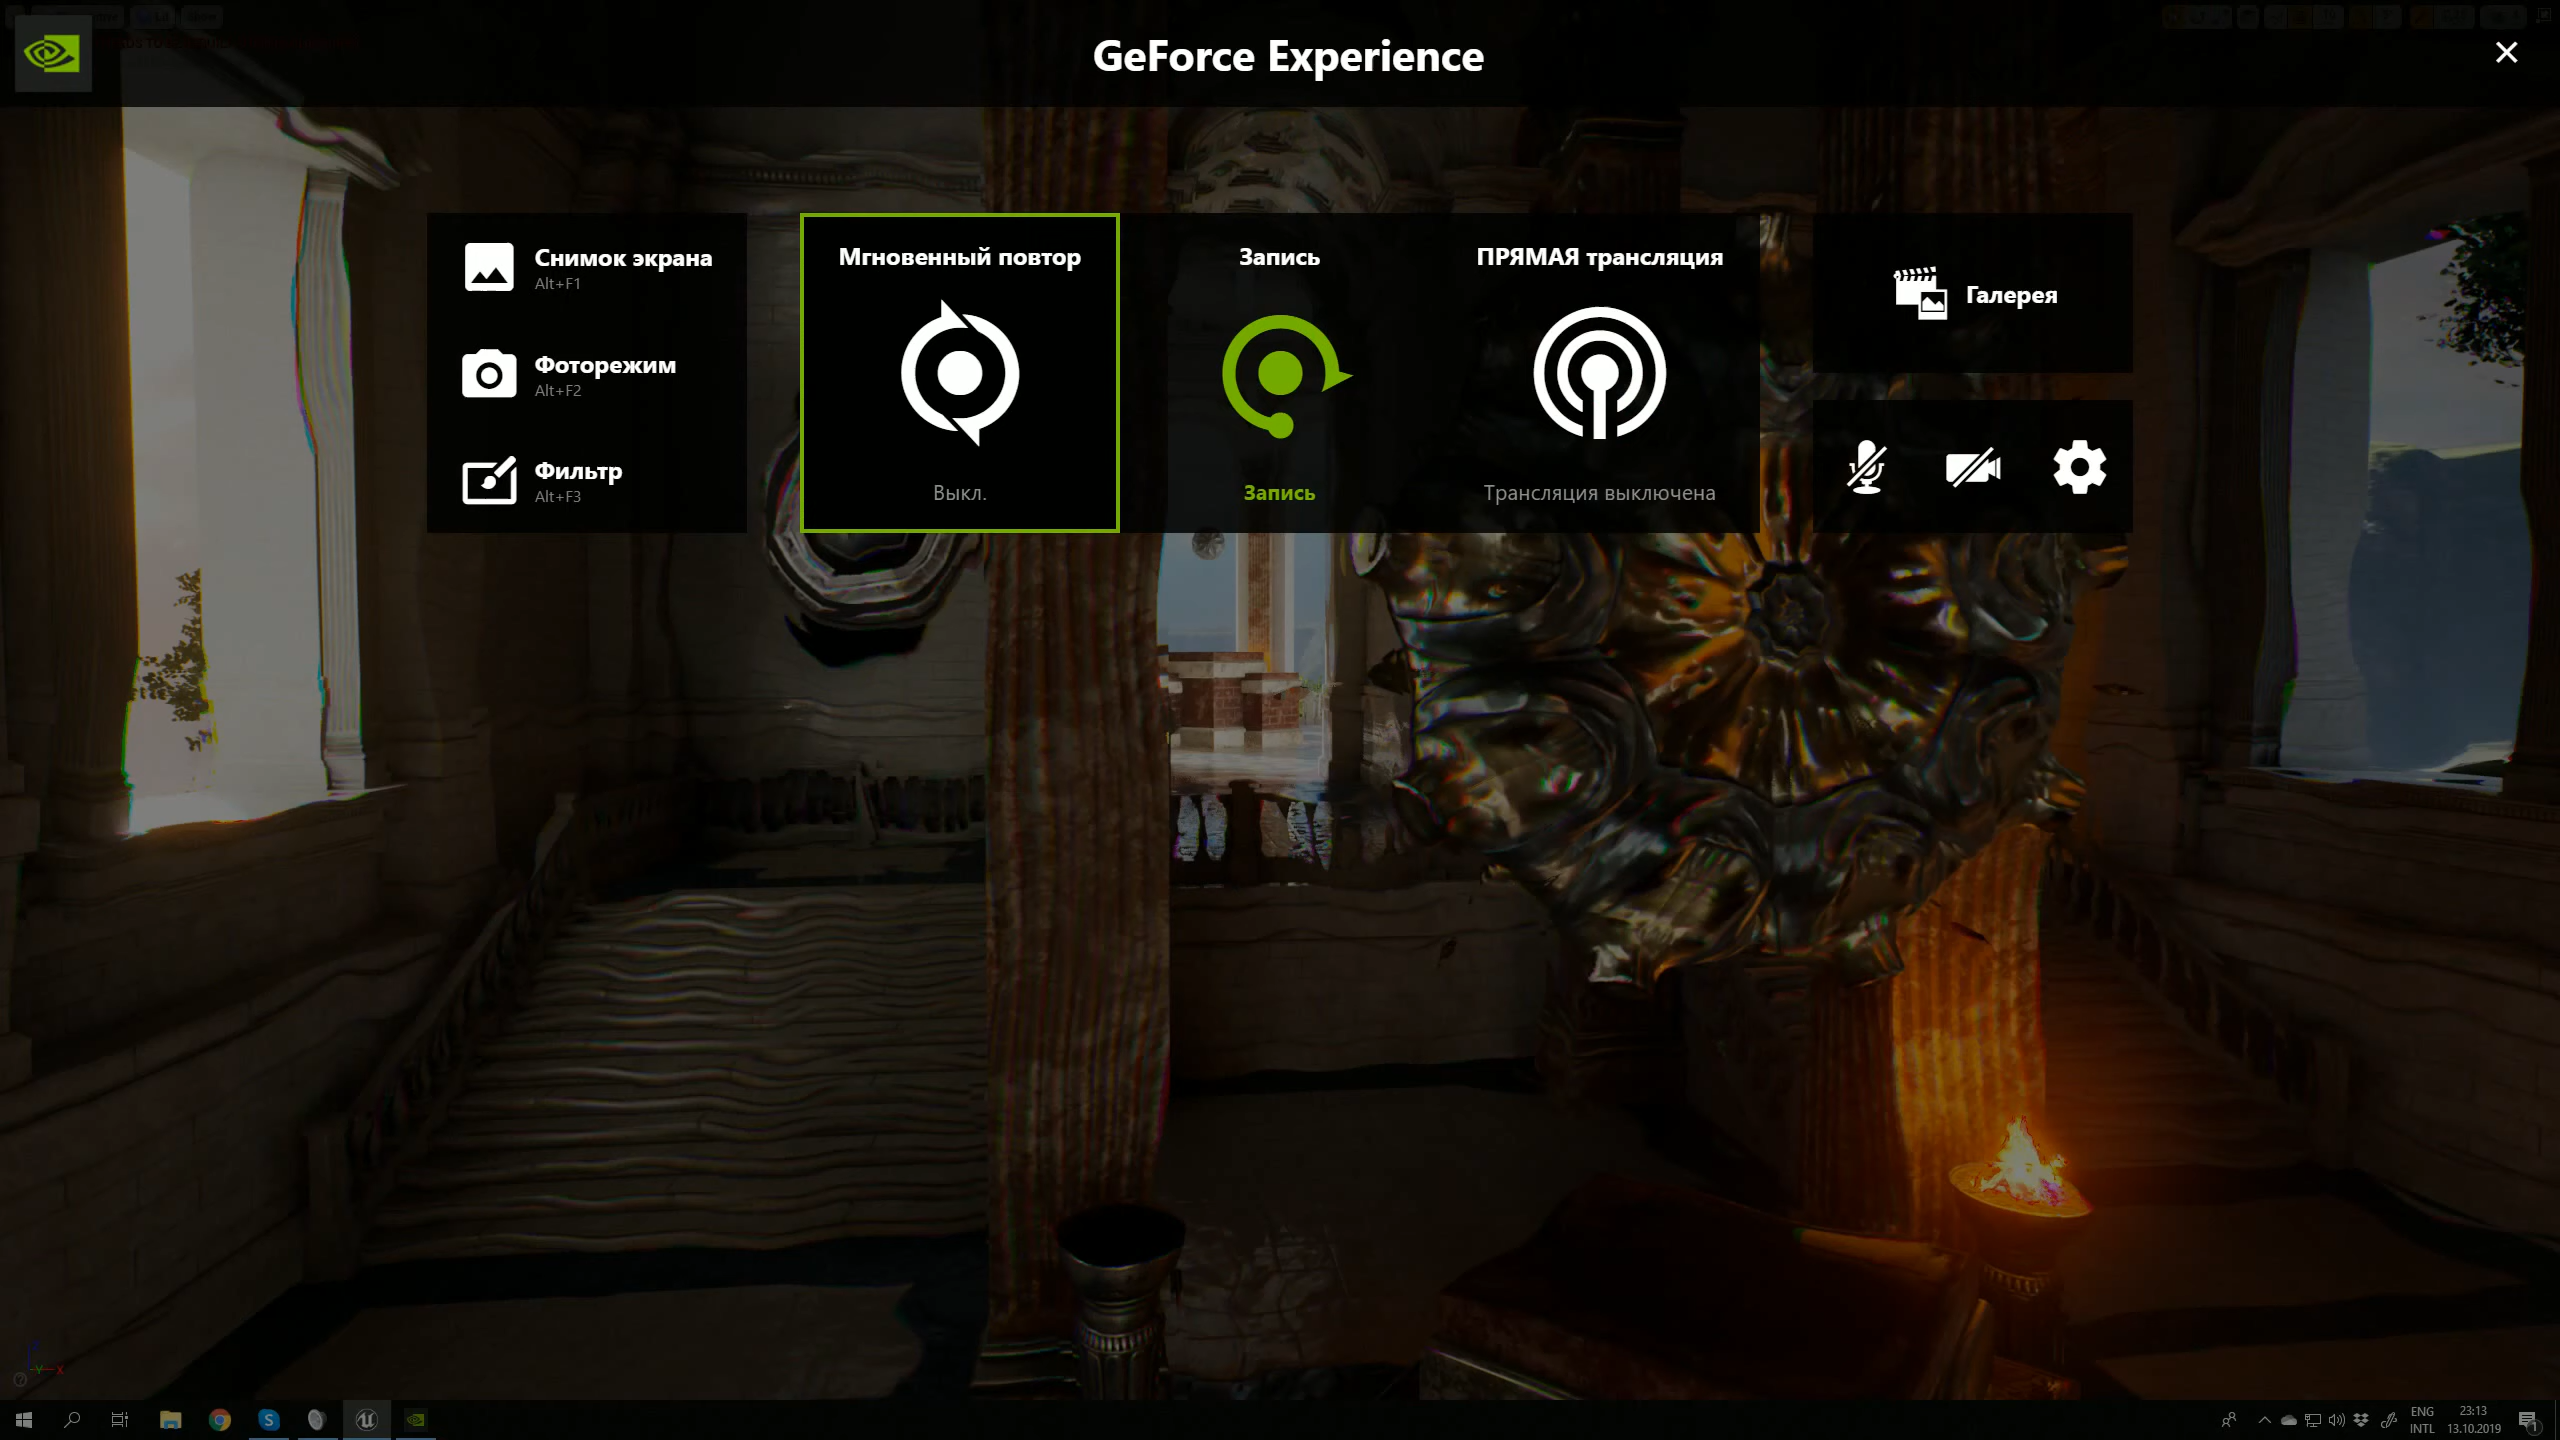 GeForce Experience
Снимок экрана
Alt+F1
Фоторежим
Alt+F2
Фильтр
Alt+F3
Мгновенный повтор
Выкл.
Запись
Запись
ПРЯМАЯ трансляция
Трансляция выключена
Галерея
ENG
INTL
23:13
13.10.2019